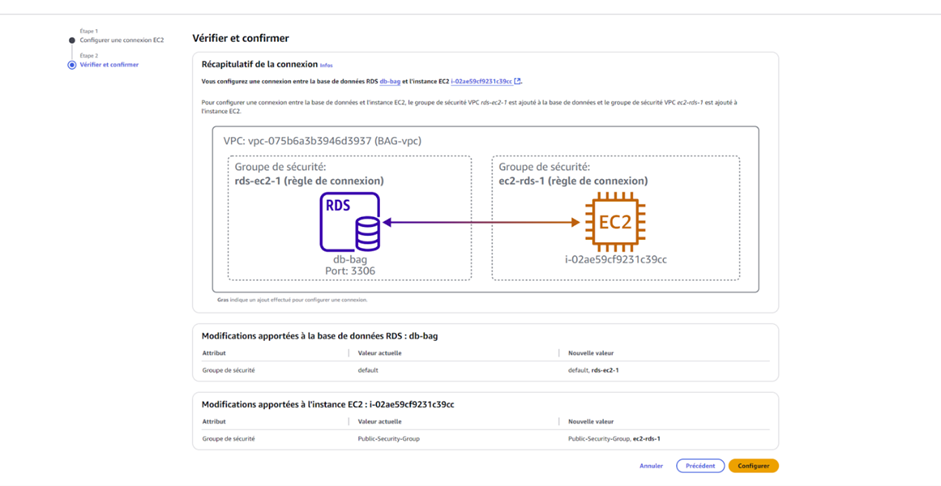 Étape 1
Configurer une connexion EC2
Étape 2
Vérifier et confirmer
Vérifier et confirmer
Récapitulatif de la connexion Infos
Vous configurez une connexion entre la base de données RDS db-bag et l'instance EC2 i-02ae59cf9231c39cc.
Pour configurer une connexion entre la base de données et l'instance EC2, le groupe de sécurité VPC rds-ec2-1 est ajouté à la base de données et le groupe de sécurité VPC ec2-rds-1 est ajouté à
l'instance EC2.
VPC: vpc-075b6a3b3946d3937 (BAG-vpc)
Groupe de sécurité:
rds-ec2-1 (règle de connexion)
RDS
db-bag
Port: 3306
Groupe de sécurité:
ec2-rds-1 (règle de connexion)
EC2
i-02ae59cf9231c39cc
Gras indique un ajout effectué pour configurer une connexion.
Modifications apportées à la base de données RDS : db-bag
Attribut Valeur actuelle Nouvelle valeur
Groupe de sécurité default default, rds-ec2-1
Modifications apportées à l'instance EC2 : i-02ae59cf9231c39cc
Attribut Valeur actuelle Nouvelle valeur
Groupe de sécurité Public-Security-Group Public-Security-Group, ec2-rds-1
Annuler Précédent Configurer